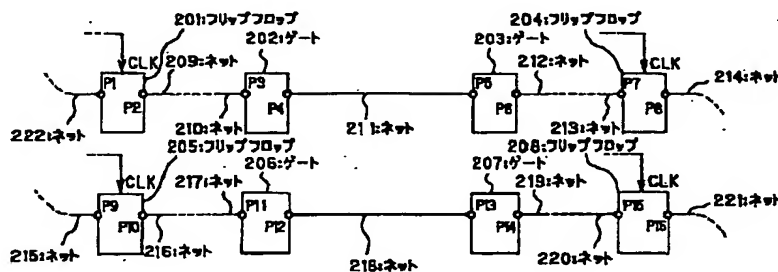 201:フリップフロップ
202:ゲート
203:ゲート
204:フリップフロップ
209:ネット
212:ネット
CLK
CLK
214:ネット
P1
P2
P3
P4
P5
P6
P7
P8
222:ネット
210:ネット
211:ネット
213:ネット
205:フリップフロップ
206:ゲート
207:ゲート
208:フリップフロップ
217:ネット
219:ネット
CLK
CLK
221:ネット
P9
P10
P11
P12
P13
P14
P15
215:ネット
216:ネット
218:ネット
220:ネット